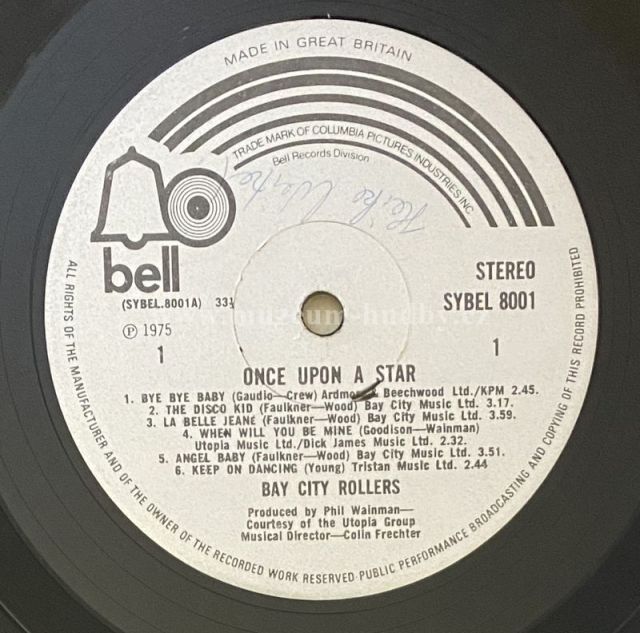 MADE IN GREAT BRITAIN
TRADE MARK OF COLUMBIA PICTURES INDUSTRIES INC
Bell Records Division
Heike
bell
(SYBEL.8001A) 33⅓
Ⓟ 1975
1
STEREO
SYBEL 8001
1
ONCE UPON A STAR
1. BYE BYE BABY (Gaudio—Crew) Ardmore & Beechwood Ltd./KPM 2.45.
2. THE DISCO KID (Faulkner—Wood) Bay City Music Ltd. 3.17.
3. LA BELLE JEANE (Faulkner—Wood) Bay City Music Ltd. 3.59.
4. WHEN WILL YOU BE MINE (Goodison—Wainman)
Utopia Music Ltd./Dick James Music Ltd. 2.32.
5. ANGEL BABY (Faulkner—Wood) Bay City Music Ltd. 3.51.
6. KEEP ON DANCING (Young) Tristan Music Ltd. 2.44
BAY CITY ROLLERS
Produced by Phil Wainman—
Courtesy of the Utopia Group
Musical Director—Colin Frechter
ALL RIGHTS OF THE MANUFACTURER AND OF THE OWNER OF THE RECORDED WORK RESERVED·PUBLIC PERFORMANCE BROADCASTING AND COPYING OF THIS RECORD PROHIBITED